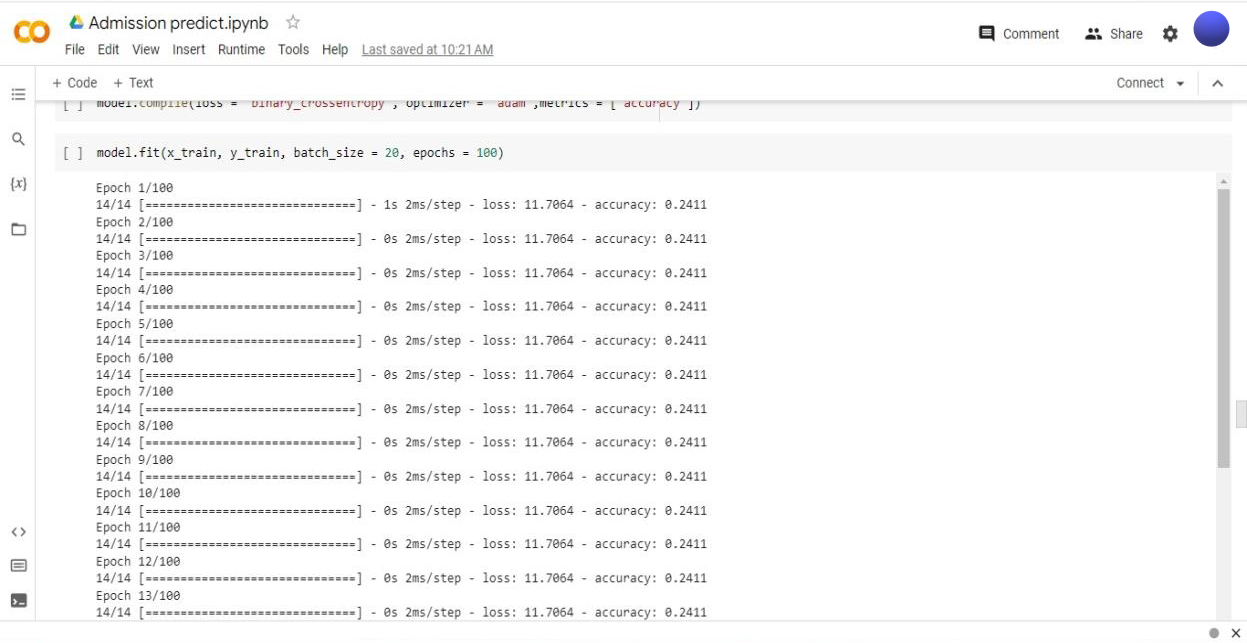 Admission predict.ipynb
File Edit View Insert Runtime Tools Help Last saved at 10:21 AM
Comment Share
+ Code + Text
Connect
[ ] model.compile(loss = 'binary_crossentropy', optimizer = 'adam',metrics = ['accuracy'])
[ ] model.fit(x_train, y_train, batch_size = 20, epochs = 100)
Epoch 1/100
14/14 [==============================] - 1s 2ms/step - loss: 11.7064 - accuracy: 0.2411
Epoch 2/100
14/14 [==============================] - 0s 2ms/step - loss: 11.7064 - accuracy: 0.2411
Epoch 3/100
14/14 [==============================] - 0s 2ms/step - loss: 11.7064 - accuracy: 0.2411
Epoch 4/100
14/14 [==============================] - 0s 2ms/step - loss: 11.7064 - accuracy: 0.2411
Epoch 5/100
14/14 [==============================] - 0s 2ms/step - loss: 11.7064 - accuracy: 0.2411
Epoch 6/100
14/14 [==============================] - 0s 2ms/step - loss: 11.7064 - accuracy: 0.2411
Epoch 7/100
14/14 [==============================] - 0s 2ms/step - loss: 11.7064 - accuracy: 0.2411
Epoch 8/100
14/14 [==============================] - 0s 2ms/step - loss: 11.7064 - accuracy: 0.2411
Epoch 9/100
14/14 [==============================] - 0s 2ms/step - loss: 11.7064 - accuracy: 0.2411
Epoch 10/100
14/14 [==============================] - 0s 2ms/step - loss: 11.7064 - accuracy: 0.2411
Epoch 11/100
14/14 [==============================] - 0s 2ms/step - loss: 11.7064 - accuracy: 0.2411
Epoch 12/100
14/14 [==============================] - 0s 2ms/step - loss: 11.7064 - accuracy: 0.2411
Epoch 13/100
14/14 [==============================] - 0s 2ms/step - loss: 11.7064 - accuracy: 0.2411